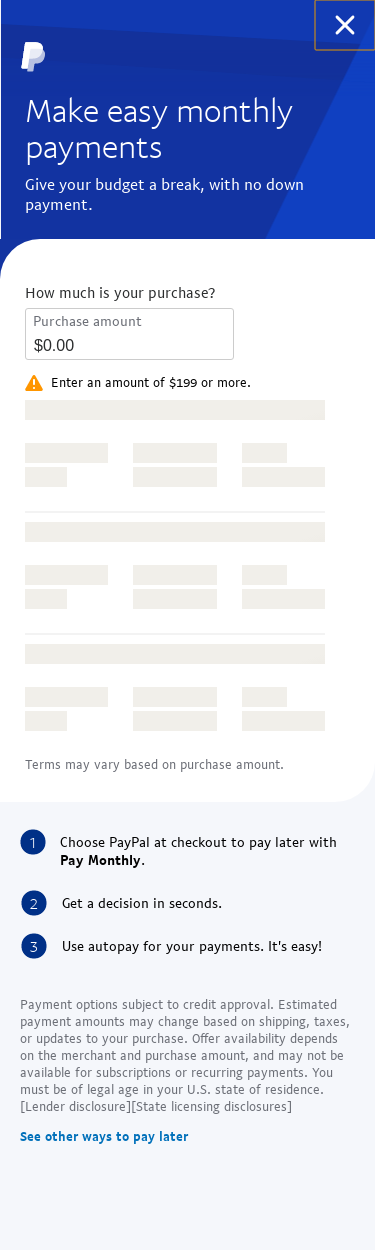 Make easy monthly
payments
Give your budget a break, with no down
payment.
How much is your purchase?
Purchase amount
$0.00
Enter an amount of $199 or more.
Terms may vary based on purchase amount.
1 Choose PayPal at checkout to pay later with
Pay Monthly.
2 Get a decision in seconds.
3 Use autopay for your payments. It's easy!
Payment options subject to credit approval. Estimated
payment amounts may change based on shipping, taxes,
or updates to your purchase. Offer availability depends
on the merchant and purchase amount, and may not be
available for subscriptions or recurring payments. You
must be of legal age in your U.S. state of residence.
[Lender disclosure][State licensing disclosures]
See other ways to pay later